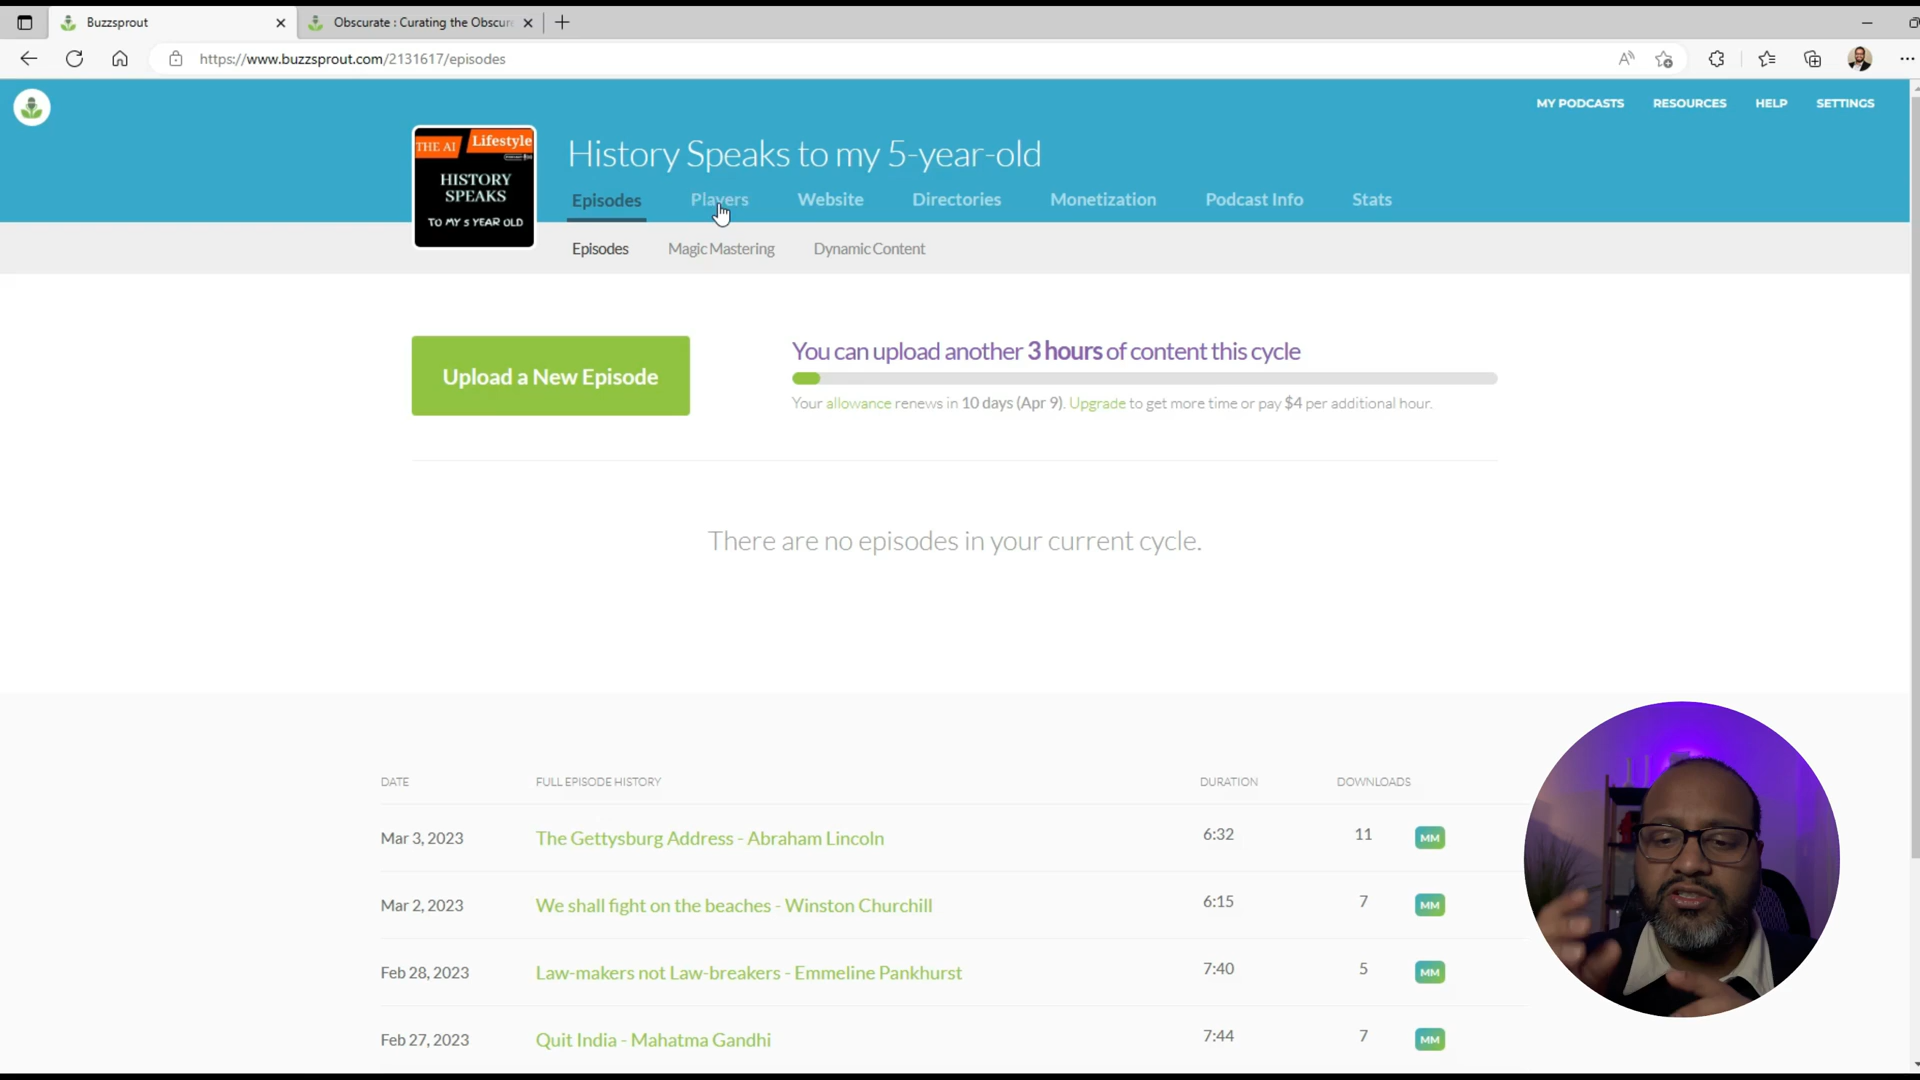 Buzzsprout
Obscurate : Curating the Obscur
https://www.buzzsprout.com/2131617/episodes
MY PODCASTS RESOURCES HELP SETTINGS
THE AI Lifestyle
HISTORY
SPEAKS
TO MY 5 YEAR OLD
History Speaks to my 5-year-old
Episodes Players Website Directories Monetization Podcast Info Stats
Episodes Magic Mastering Dynamic Content
Upload a New Episode
You can upload another 3 hours of content this cycle
Your allowance renews in 10 days (Apr 9). Upgrade to get more time or pay $4 per additional hour.
There are no episodes in your current cycle.
DATE FULL EPISODE HISTORY DURATION DOWNLOADS
Mar 3, 2023 The Gettysburg Address - Abraham Lincoln 6:32 11 MM
Mar 2, 2023 We shall fight on the beaches - Winston Churchill 6:15 7 MM
Feb 28, 2023 Law-makers not Law-breakers - Emmeline Pankhurst 7:40 5 MM
Feb 27, 2023 Quit India - Mahatma Gandhi 7:44 7 MM